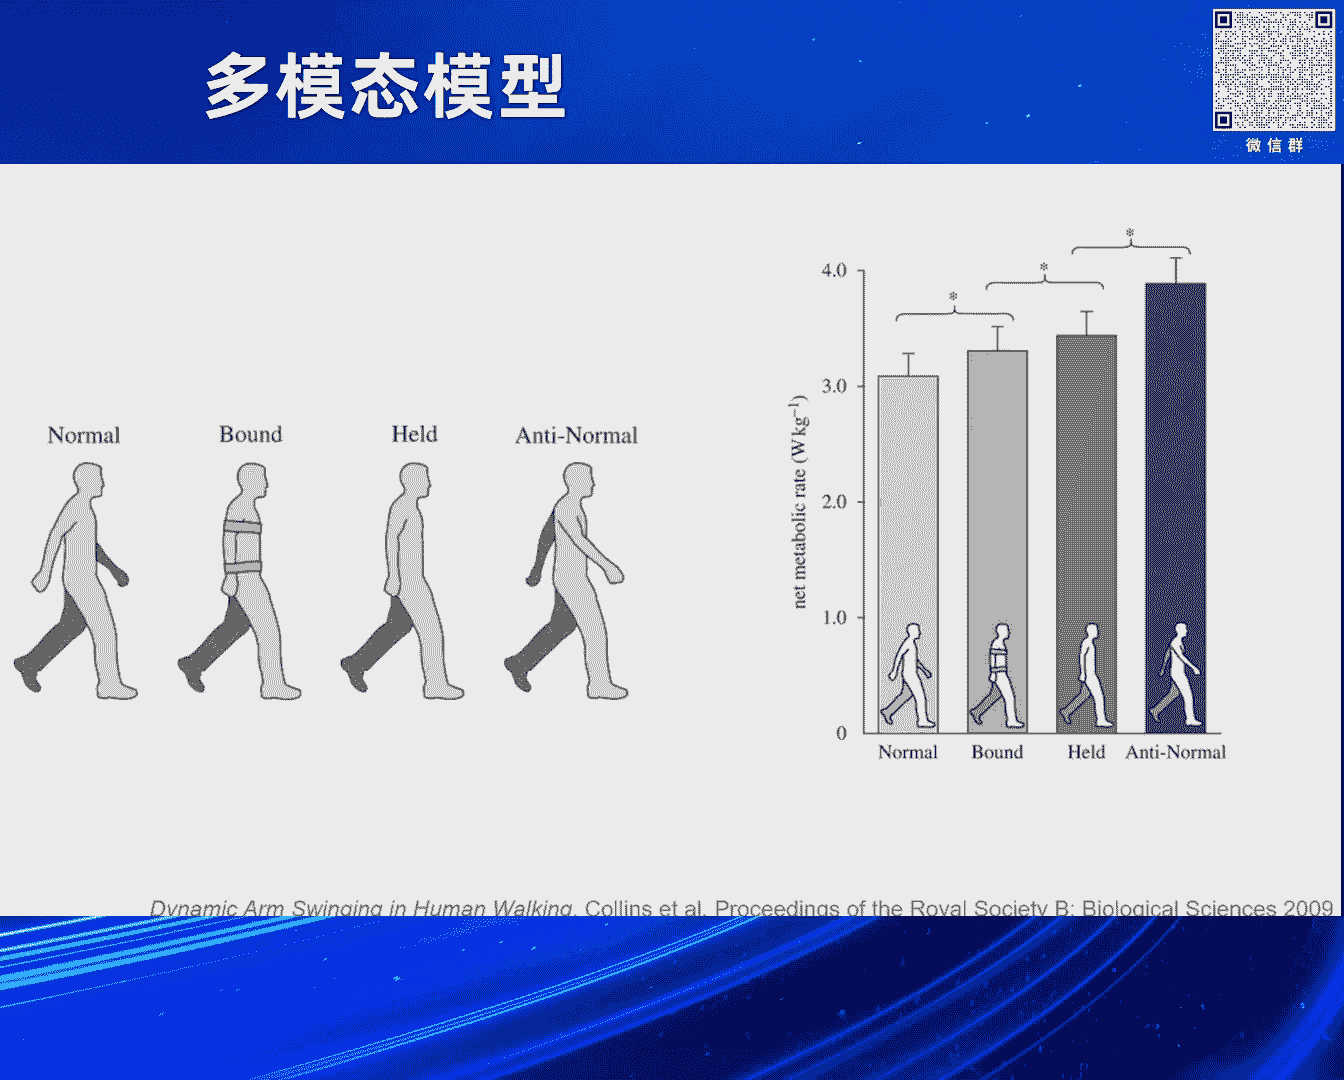 多模态模型
微信群
Normal
Bound
Held
Anti-Normal
4.0
3.0
2.0
1.0
0
net metabolic rate (W kg⁻¹)
*
*
*
Normal
Bound
Held
Anti-Normal
Dynamic Arm Swinging in Human Walking. Collins et al. Proceedings of the Royal Society B: Biological Sciences 2009